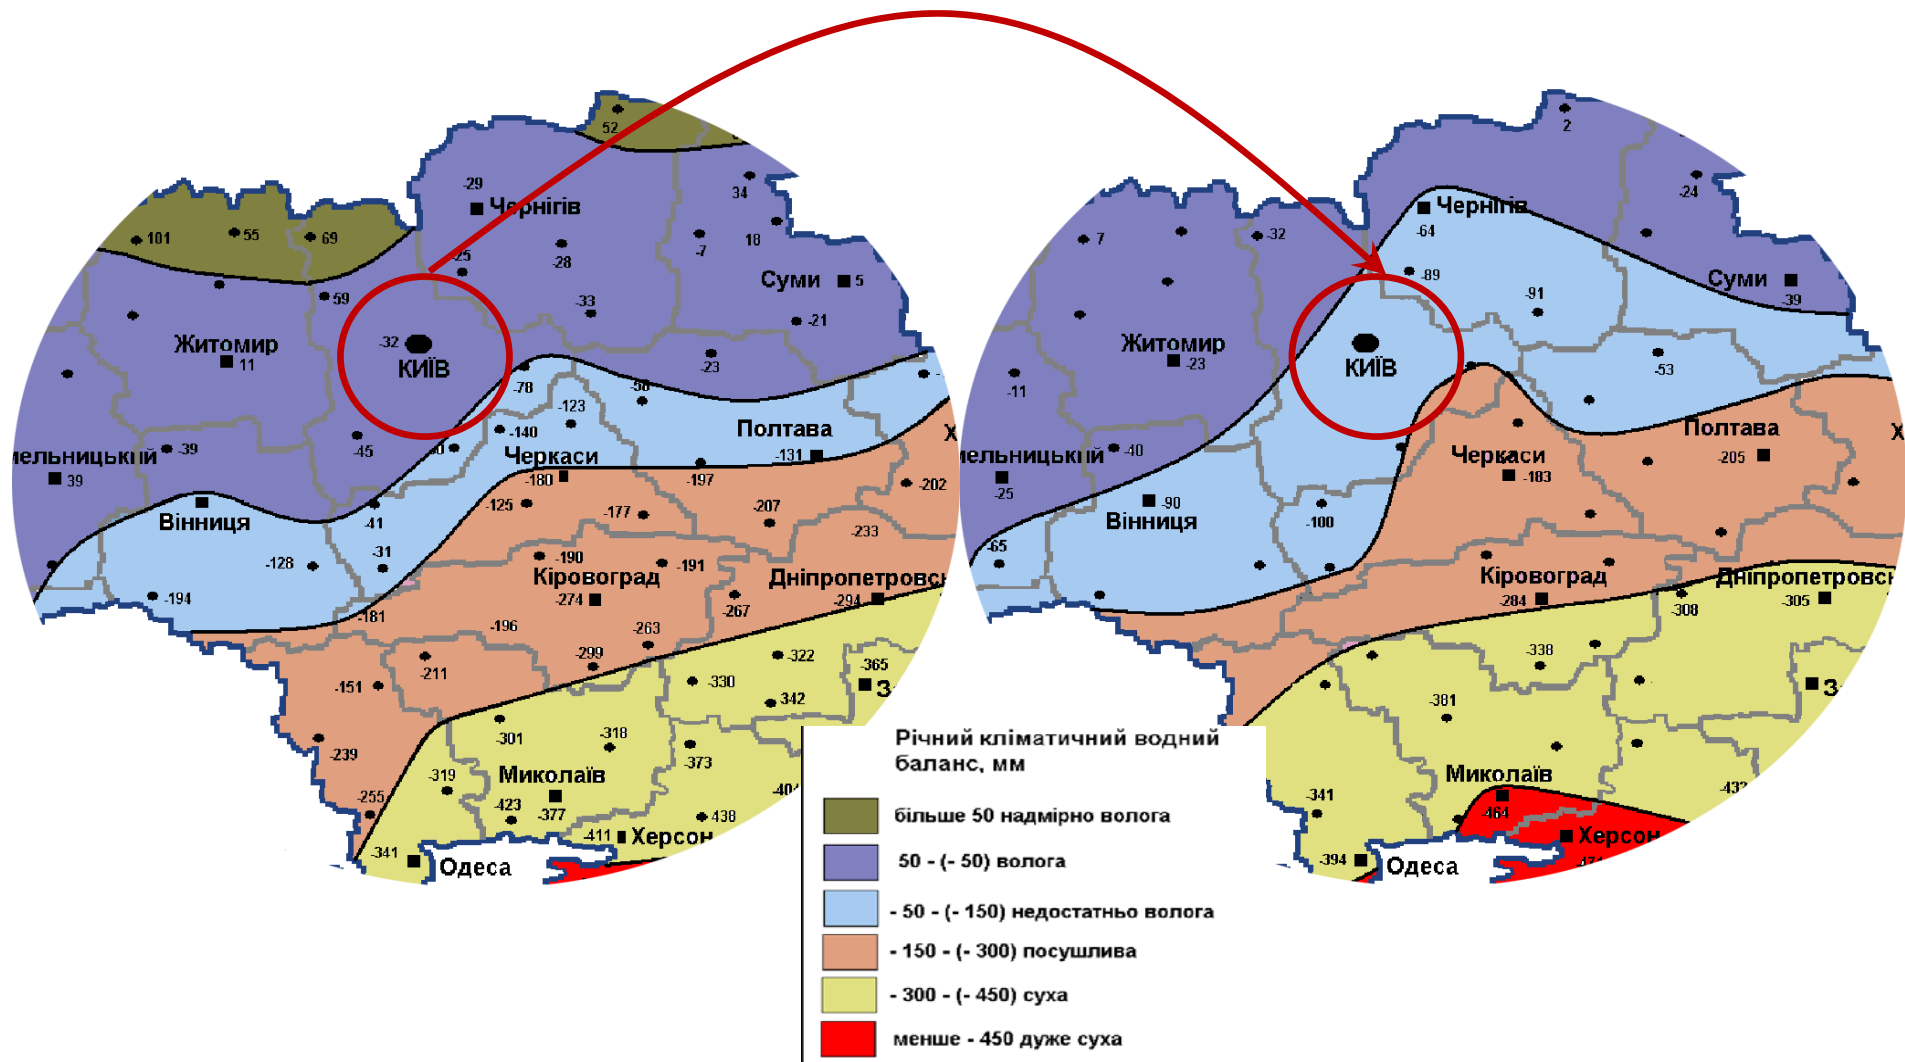 52
-29
34
Чернігів
101
55
69
-7
18
-25
-28
Суми
5
59
-33
-21
-32
Житомир
11
КИЇВ
-23
-78
-58
-123
-140
Полтава
-131
-39
-45
Черкаси
-180
-197
-202
мельницький
39
Вінниця
-41
-125
-177
-207
-233
-31
-128
-190
-191
Кіровоград
-274
Дніпропетровс
-294
-267
-194
-181
-196
-263
-299
-211
-151
-322
-365
З
-330
-342
-239
-301
-318
-373
-319
Миколаїв
-377
-423
-255
-438
-411
Херсон
-341
Одеса
2
-24
Чернігів
-64
7
-32
-89
Суми
-39
-91
Житомир
-23
КИЇВ
-53
-11
Полтава
-205
Х
-40
Черкаси
-183
мельницький
-25
-90
Вінниця
-100
-65
Кіровоград
-284
Дніпропетровс
-305
-308
-338
З
-381
Миколаїв
-464
-341
Херсон
-394
Одеса
Річний кліматичний водний
баланс, мм
більше 50 надмірно волога
50 - (- 50) волога
- 50 - (- 150) недостатньо волога
- 150 - (- 300) посушлива
- 300 - (- 450) суха
менше - 450 дуже суха